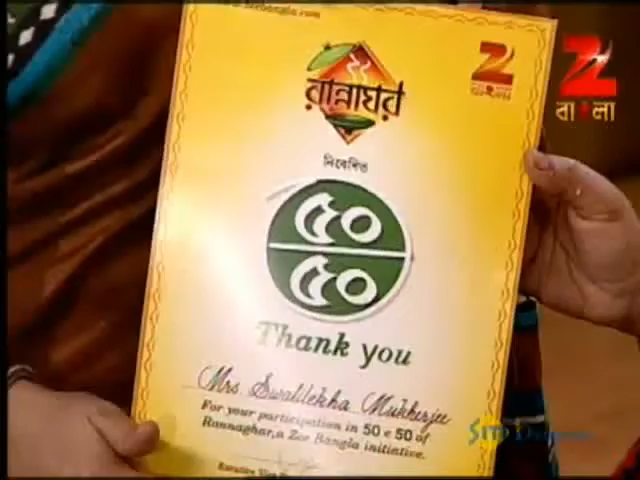 রান্নাঘর
বাংলা
বাংলা
নিবেদিত
৫০
৫০
Thank you
Mrs. Swatilekha Mukherjee
For your participation in 50 e 50 of
Rannaghar, a Zee Bangla initiative.